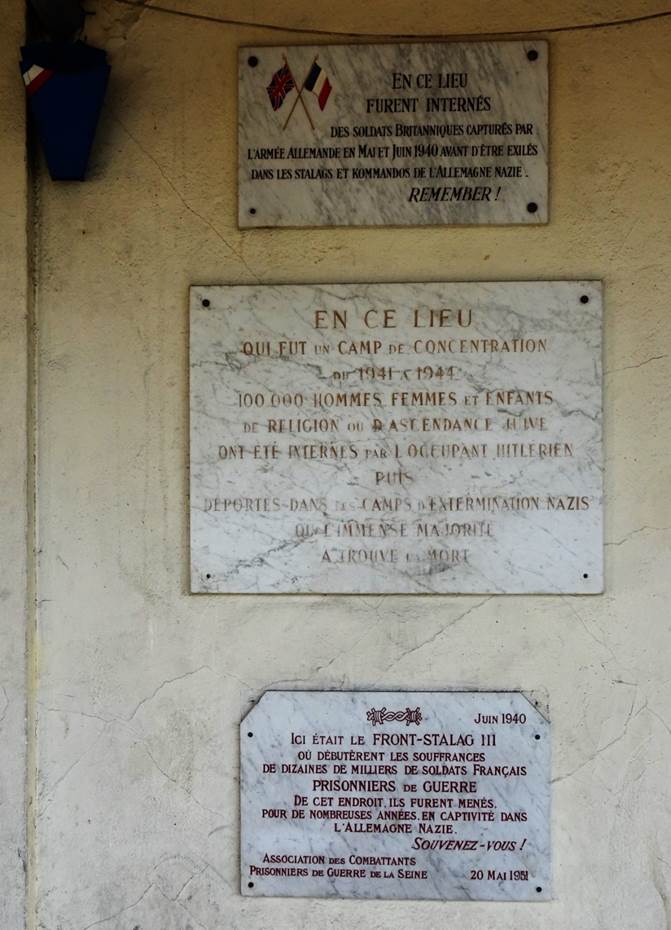 EN CE LIEU
FURENT INTERNÉS
DES SOLDATS BRITANNIQUES CAPTURÉS PAR
L'ARMÉE ALLEMANDE EN MAI ET JUIN 1940 AVANT D'ÊTRE EXILÉS
DANS LES STALAGS ET KOMMANDOS DE L'ALLEMAGNE NAZIE.
REMEMBER !
EN CE LIEU
QUI FUT UN CAMP DE CONCENTRATION
DE 1941 A 1944
100 000 HOMMES FEMMES ET ENFANTS
DE RELIGION OU D'ASCENDANCE JUIVE
ONT ÉTÉ INTERNES PAR L'OCCUPANT HITLERIEN
PUIS
DÉPORTES DANS LES CAMPS D'EXTERMINATION NAZIS
OU L'IMMENSE MAJORITÉ
A TROUVE LA MORT
JUIN 1940
ICI ÉTAIT LE FRONT-STALAG III
OÙ DÉBUTÈRENT LES SOUFFRANCES
DE DIZAINES DE MILLIERS DE SOLDATS FRANÇAIS
PRISONNIERS DE GUERRE
DE CET ENDROIT, ILS FURENT MENÉS,
POUR DE NOMBREUSES ANNÉES, EN CAPTIVITÉ DANS
L'ALLEMAGNE NAZIE.
SOUVENEZ-VOUS !
ASSOCIATION DES COMBATTANTS
PRISONNIERS DE GUERRE DE LA SEINE
20 MAI 1951